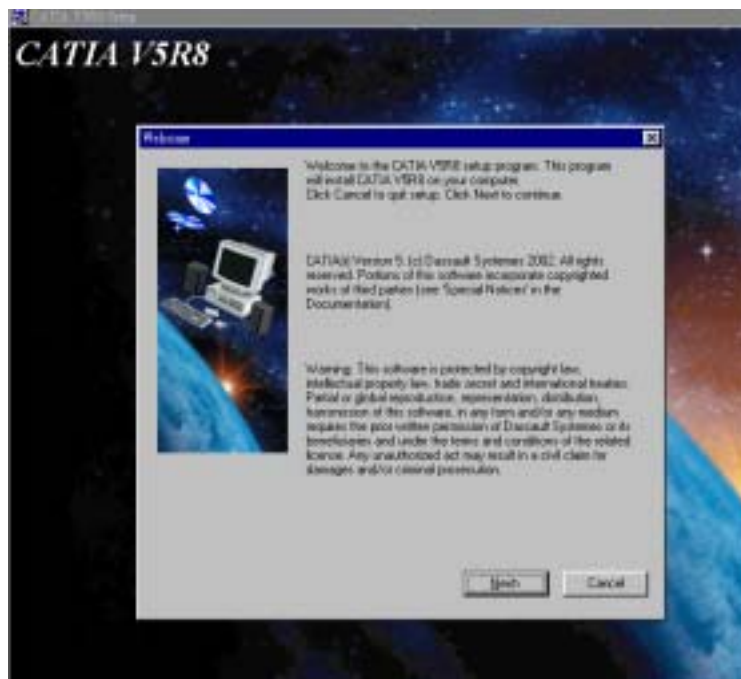 CATIA V5R8
Welcome
Welcome to the CATIA V5R8 setup program. This program
will install CATIA V5R8 on your computer.
Click Cancel to quit setup. Click Next to continue.
CATIA(r) Version 5. (c) Dassault Systemes 2002. All rights
reserved. Portions of this software incorporate copyrighted
works of third parties (see 'Special Notices' in the
Documentation).
Warning: This software is protected by copyright law,
intellectual property law, trade secret and international treaties.
Partial or global reproduction, representation, distribution,
transmission of this software, in any form and/or any medium
requires the prior written permission of Dassault Systemes or its
beneficiaries and under the terms and conditions of the related
licence. Any unauthorized act may result in a civil claim for
damages and/or criminal prosecution.
Next>
Cancel